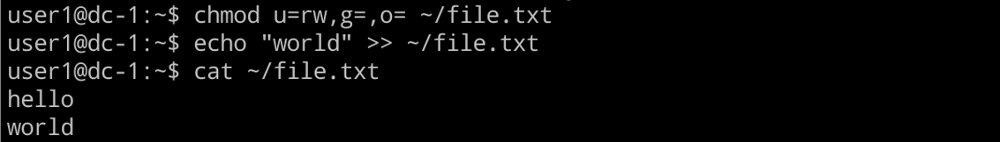 user1@dc-1:~$ chmod u=rw,g=,o= ~/file.txt
user1@dc-1:~$ echo "world" >> ~/file.txt
user1@dc-1:~$ cat ~/file.txt
hello
world